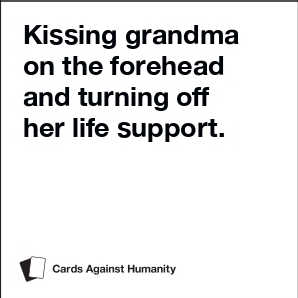 Kissing grandma
on the forehead
and turning off
her life support.
Cards Against Humanity